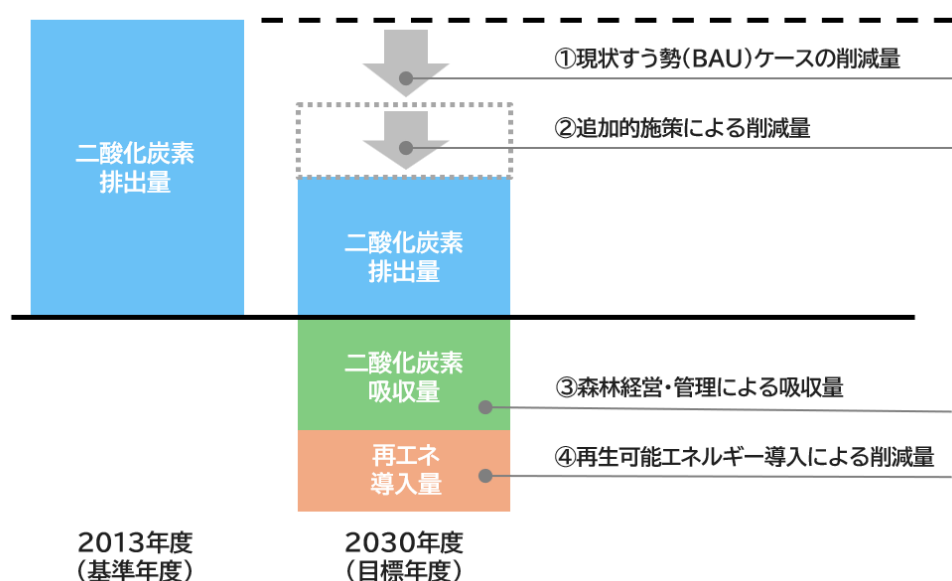 ①現状すう勢(BAU)ケースの削減量
②追加的施策による削減量
二酸化炭素
排出量
二酸化炭素
排出量
二酸化炭素
吸収量
③森林経営・管理による吸収量
再エネ
導入量
④再生可能エネルギー導入による削減量
2013年度
(基準年度)
2030年度
(目標年度)